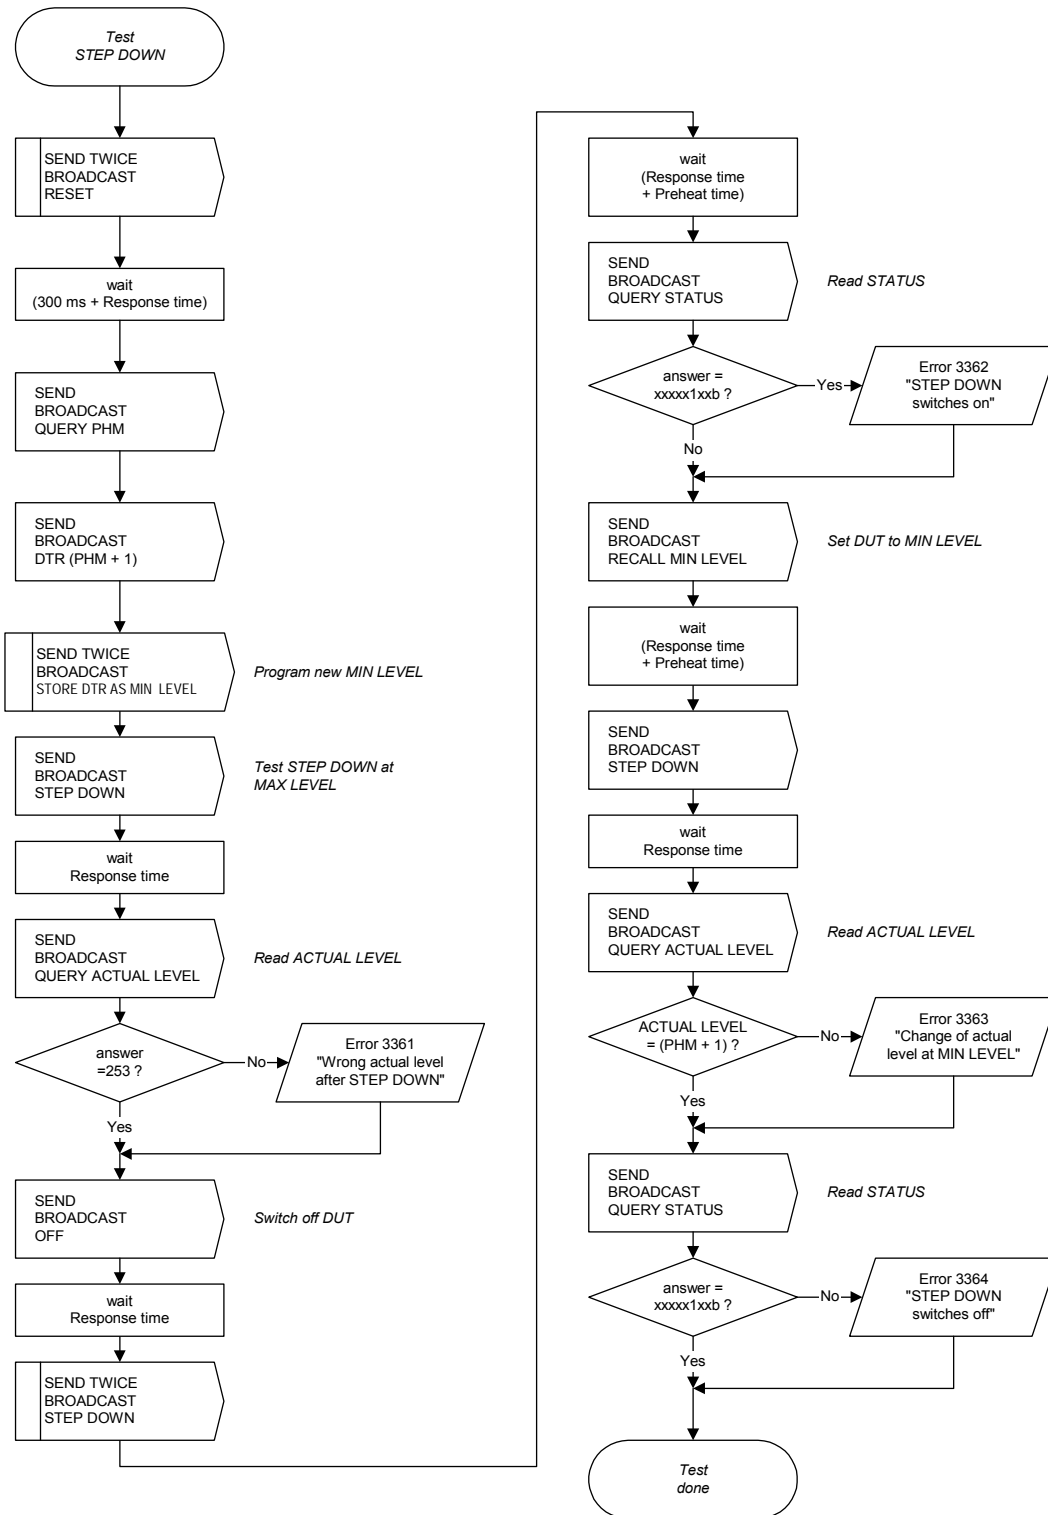 Test
STEP DOWN
SEND TWICE
BROADCAST
RESET
wait
(300 ms + Response time)
SEND
BROADCAST
QUERY PHM
SEND
BROADCAST
DTR (PHM + 1)
SEND TWICE
BROADCAST
STORE DTR AS MIN LEVEL
Program new MIN LEVEL
SEND
BROADCAST
STEP DOWN
Test STEP DOWN at
MAX LEVEL
wait
Response time
SEND
BROADCAST
QUERY ACTUAL LEVEL
Read ACTUAL LEVEL
answer
=253 ?
No
Error 3361
"Wrong actual level
after STEP DOWN"
Yes
SEND
BROADCAST
OFF
Switch off DUT
wait
Response time
SEND TWICE
BROADCAST
STEP DOWN
wait
(Response time
+ Preheat time)
SEND
BROADCAST
QUERY STATUS
Read STATUS
answer =
xxxxx1xxb ?
Yes
Error 3362
"STEP DOWN
switches on"
No
SEND
BROADCAST
RECALL MIN LEVEL
Set DUT to MIN LEVEL
wait
(Response time
+ Preheat time)
SEND
BROADCAST
STEP DOWN
wait
Response time
SEND
BROADCAST
QUERY ACTUAL LEVEL
Read ACTUAL LEVEL
ACTUAL LEVEL
= (PHM + 1) ?
No
Error 3363
"Change of actual
level at MIN LEVEL"
Yes
SEND
BROADCAST
QUERY STATUS
Read STATUS
answer =
xxxxx1xxb ?
No
Error 3364
"STEP DOWN
switches off"
Yes
Test
done